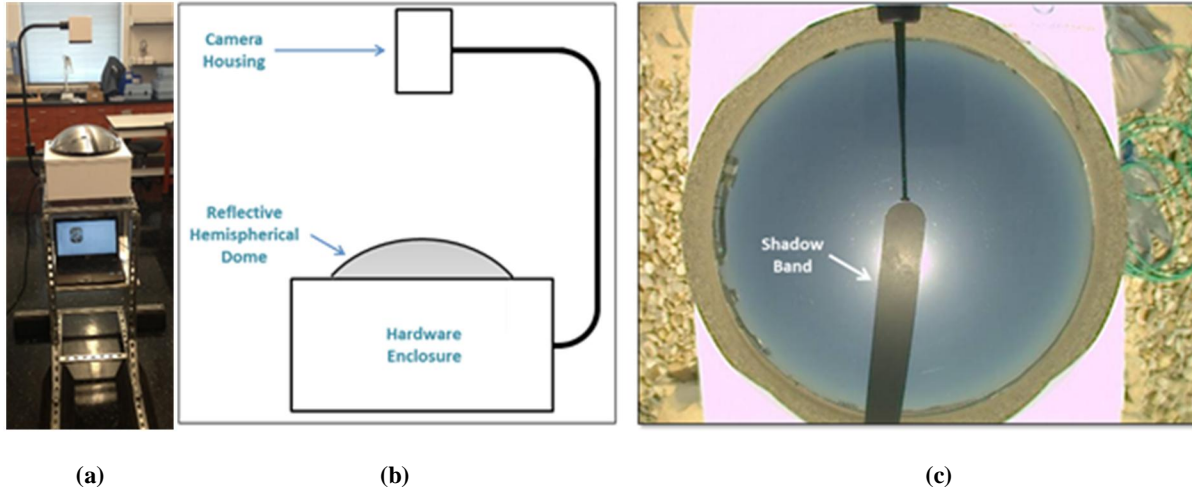 Camera
Housing
Reflective
Hemispherical
Dome
Hardware
Enclosure
Shadow
Band
(a)
(b)
(c)